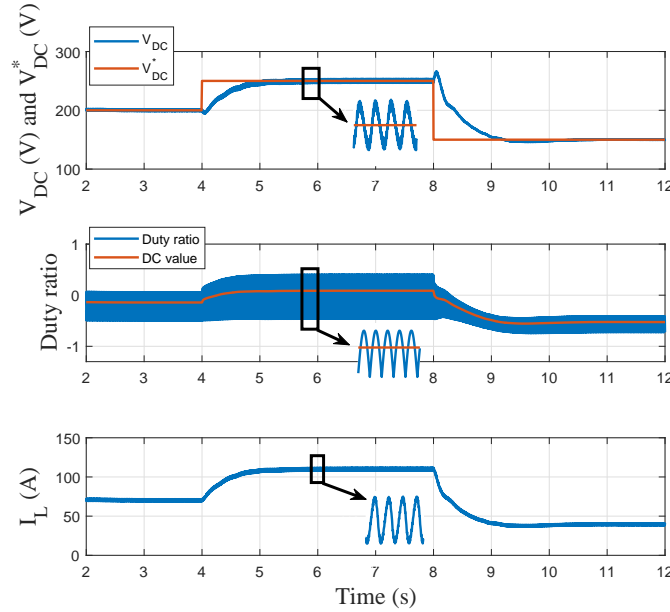 V_DC (V) and V*_DC (V)
300
200
100
V_DC
V*_DC
2 3 4 5 6 7 8 9 10 11 12
Duty ratio
1
0
-1
Duty ratio
DC value
2 3 4 5 6 7 8 9 10 11 12
I_L (A)
150
100
50
0
2 3 4 5 6 7 8 9 10 11 12
Time (s)